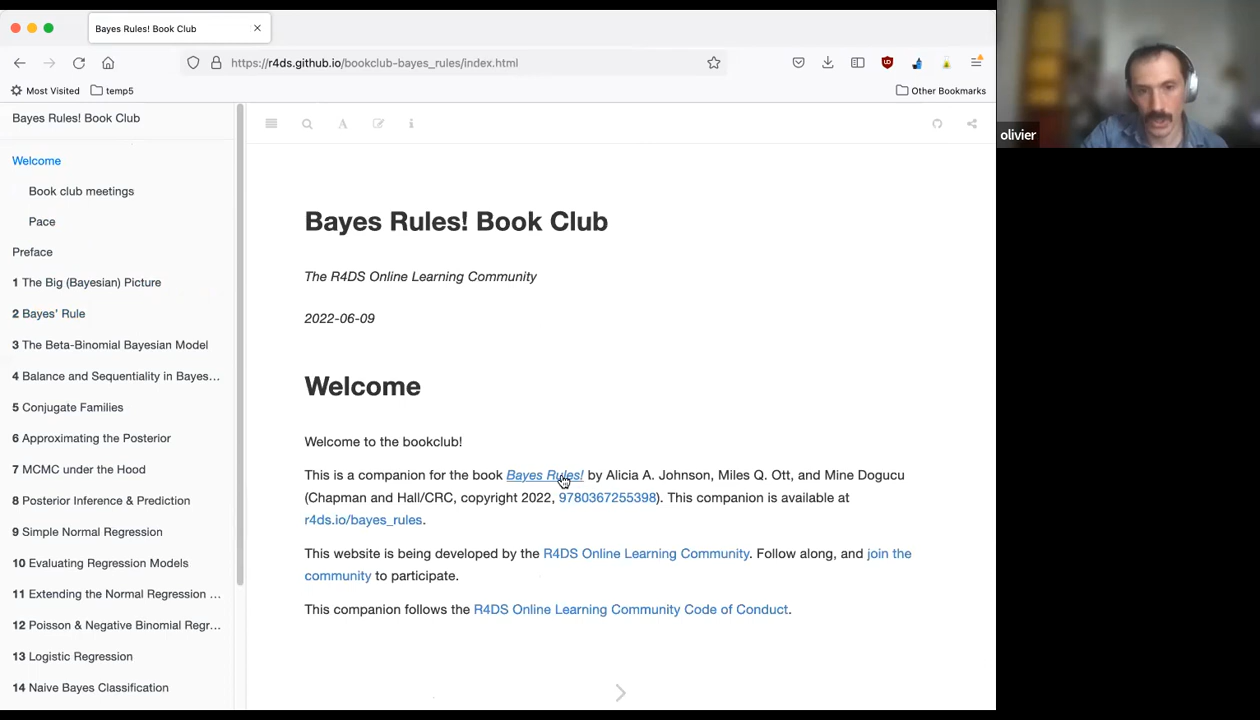 Bayes Rules! Book Club
https://r4ds.github.io/bookclub-bayes_rules/index.html
Most Visited
temp5
Other Bookmarks
Bayes Rules! Book Club
Welcome
Book club meetings
Pace
Preface
1 The Big (Bayesian) Picture
2 Bayes' Rule
3 The Beta-Binomial Bayesian Model
4 Balance and Sequentiality in Bayes…
5 Conjugate Families
6 Approximating the Posterior
7 MCMC under the Hood
8 Posterior Inference & Prediction
9 Simple Normal Regression
10 Evaluating Regression Models
11 Extending the Normal Regression …
12 Poisson & Negative Binomial Regr…
13 Logistic Regression
14 Naive Bayes Classification
Bayes Rules! Book Club
The R4DS Online Learning Community
2022-06-09
Welcome
Welcome to the bookclub!
This is a companion for the book Bayes Rules! by Alicia A. Johnson, Miles Q. Ott, and Mine Dogucu
(Chapman and Hall/CRC, copyright 2022, 9780367255398). This companion is available at
r4ds.io/bayes_rules.
This website is being developed by the R4DS Online Learning Community. Follow along, and join the
community to participate.
This companion follows the R4DS Online Learning Community Code of Conduct.
olivier